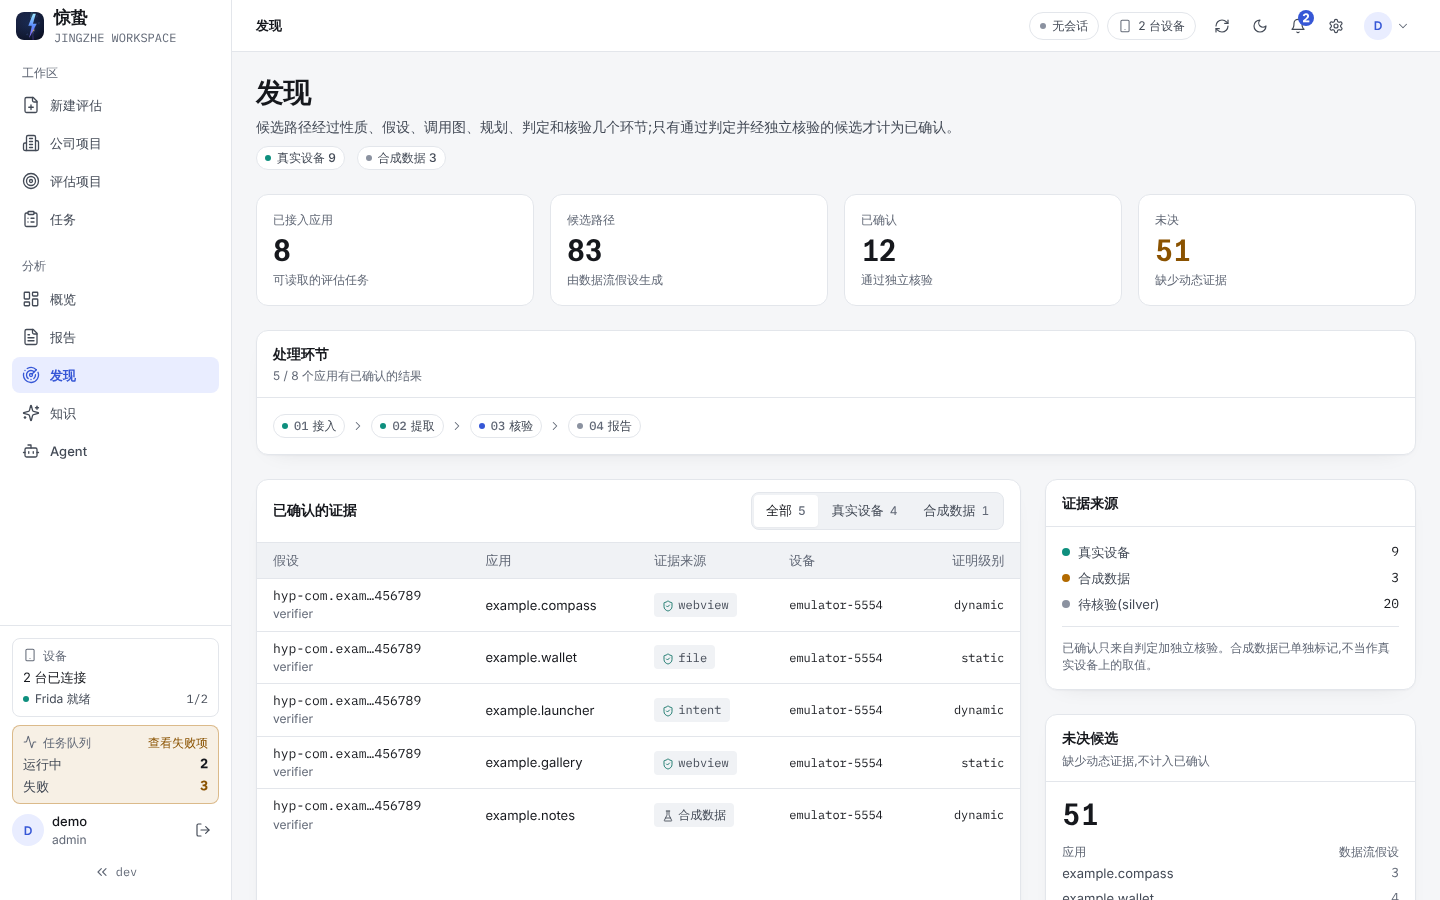 惊蛰
JINGZHE WORKSPACE
工作区
新建评估
公司项目
评估项目
任务
分析
概览
报告
发现
知识
Agent
设备
2 台已连接
Frida 就绪 1/2
任务队列 查看失败项
运行中 2
失败 3
D demo
admin
dev
发现
无会话 2 台设备 2 D
发现
候选路径经过性质、假设、调用图、规划、判定和核验几个环节;只有通过判定并经独立核验的候选才计为已确认。
真实设备 9 合成数据 3
已接入应用
8
可读取的评估任务
候选路径
83
由数据流假设生成
已确认
12
通过独立核验
未决
51
缺少动态证据
处理环节
5 / 8 个应用有已确认的结果
01 接入 02 提取 03 核验 04 报告
已确认的证据 全部 5 真实设备 4 合成数据 1
假设 应用 证据来源 设备 证明级别
hyp-com.exam…456789 example.compass webview emulator-5554 dynamic
verifier
hyp-com.exam…456789 example.wallet file emulator-5554 static
verifier
hyp-com.exam…456789 example.launcher intent emulator-5554 dynamic
verifier
hyp-com.exam…456789 example.gallery webview emulator-5554 static
verifier
hyp-com.exam…456789 example.notes 合成数据 emulator-5554 dynamic
verifier
证据来源
真实设备 9
合成数据 3
待核验(silver) 20
已确认只来自判定加独立核验。合成数据已单独标记,不当作真
实设备上的取值。
未决候选
缺少动态证据,不计入已确认
51
应用 数据流假设
example.compass 3
example.wallet 4